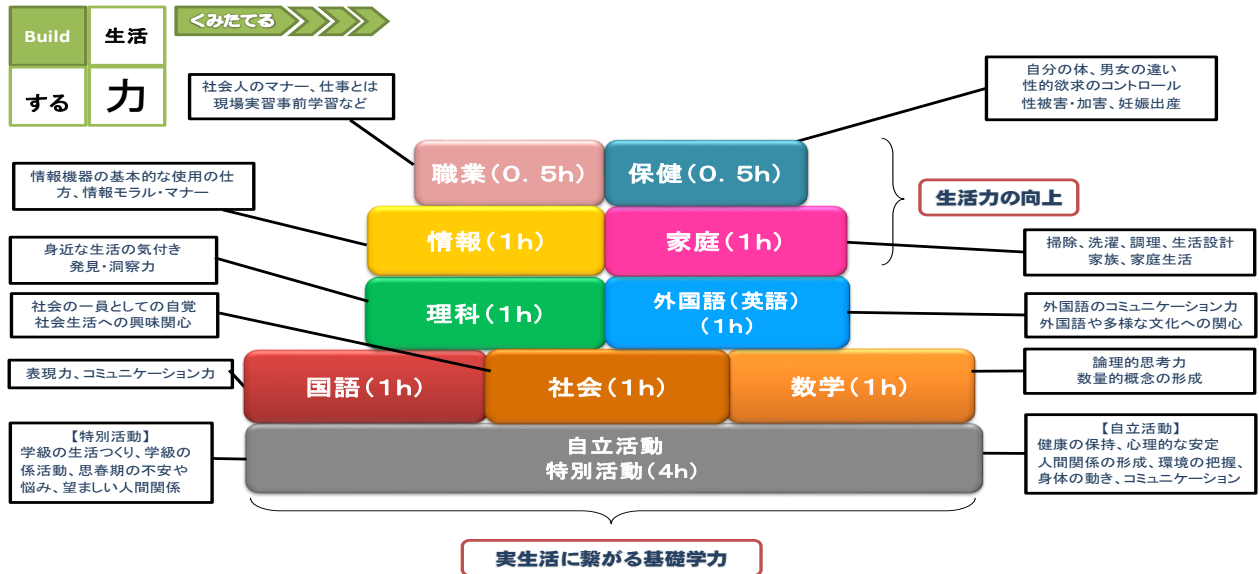 Build
生活
する
力
くみたてる
社会人のマナー、仕事とは
現場実習事前学習など
自分の体、男女の違い
性的欲求のコントロール
性被害・加害、妊娠出産
職業(0.5h)
保健(0.5h)
情報機器の基本的な使用の仕
方、情報モラル・マナー
生活力の向上
情報(1h)
家庭(1h)
掃除、洗濯、調理、生活設計
家族、家庭生活
身近な生活の気付き
発見・洞察力
理科(1h)
外国語(英語)
(1h)
社会の一員としての自覚
社会生活への興味関心
外国語のコミュニケーション力
外国語や多様な文化への関心
表現力、コミュニケーション力
国語(1h)
社会(1h)
数学(1h)
論理的思考力
数量的概念の形成
【特別活動】
学級の生活つくり、学級の
係活動、思春期の不安や
悩み、望ましい人間関係
自立活動
特別活動(4h)
【自立活動】
健康の保持、心理的な安定
人間関係の形成、環境の把握、
身体の動き、コミュニケーション
実生活に繋がる基礎学力